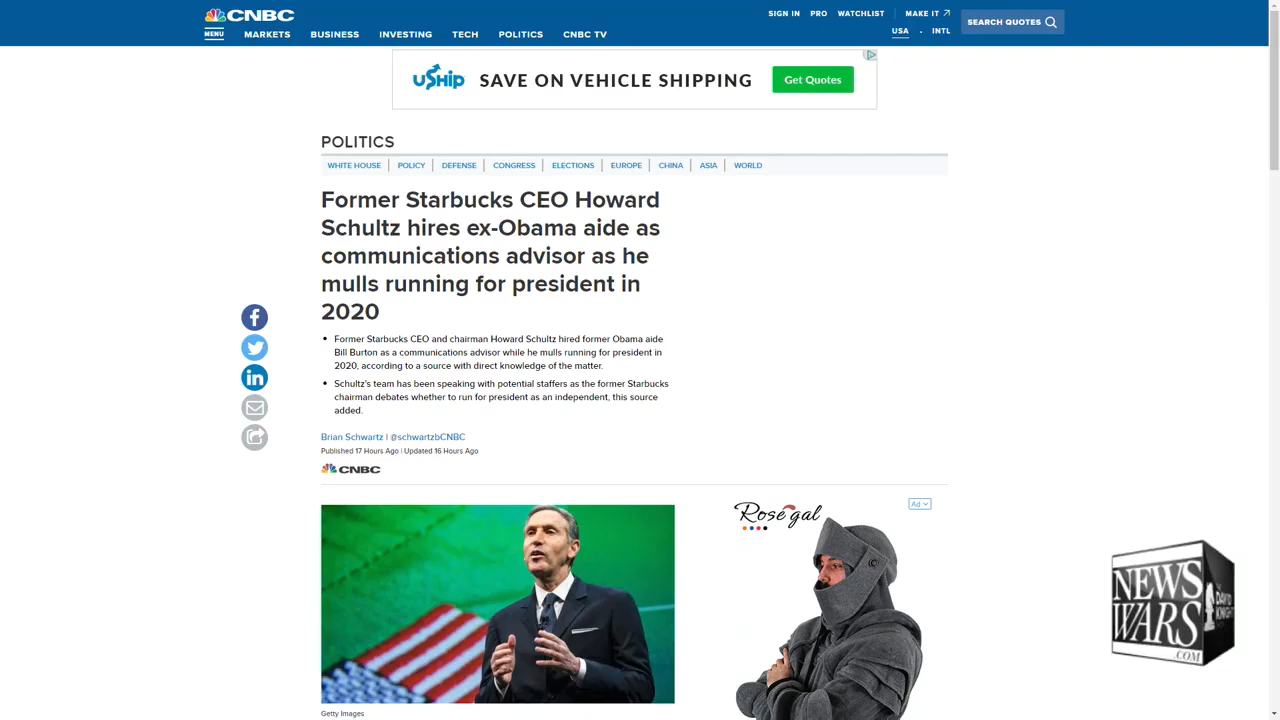 CNBC
SIGN IN PRO WATCHLIST MAKE IT
SEARCH QUOTES
MENU MARKETS BUSINESS INVESTING TECH POLITICS CNBC TV
USA . INTL
uShip SAVE ON VEHICLE SHIPPING Get Quotes
POLITICS
WHITE HOUSE POLICY DEFENSE CONGRESS ELECTIONS EUROPE CHINA ASIA WORLD
Former Starbucks CEO Howard
Schultz hires ex-Obama aide as
communications advisor as he
mulls running for president in
2020
Former Starbucks CEO and chairman Howard Schultz hired former Obama aide
Bill Burton as a communications advisor while he mulls running for president in
2020, according to a source with direct knowledge of the matter.
Schultz's team has been speaking with potential staffers as the former Starbucks
chairman debates whether to run for president as an independent, this source
added.
Brian Schwartz | @schwartzbCNBC
Published 17 Hours Ago | Updated 16 Hours Ago
CNBC
Rosegal
Ad
Getty Images
NEWS
WARS
.COM
THE
DAVID
KNIGHT
SHOW